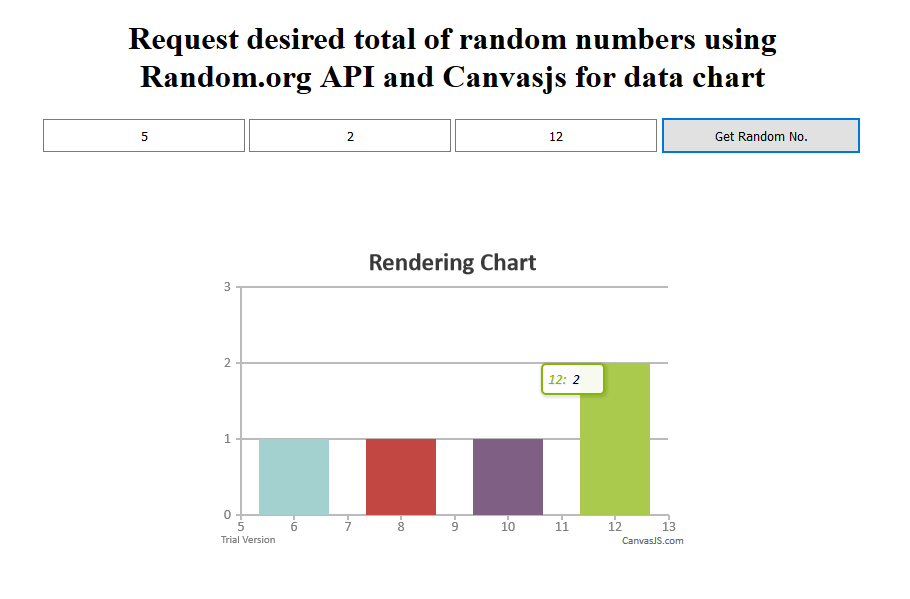 Request desired total of random numbers using
Random.org API and Canvasjs for data chart
5 2 12 Get Random No.
Rendering Chart
3
2
12: 2
1
0
5 6 7 8 9 10 11 12 13
Trial Version CanvasJS.com